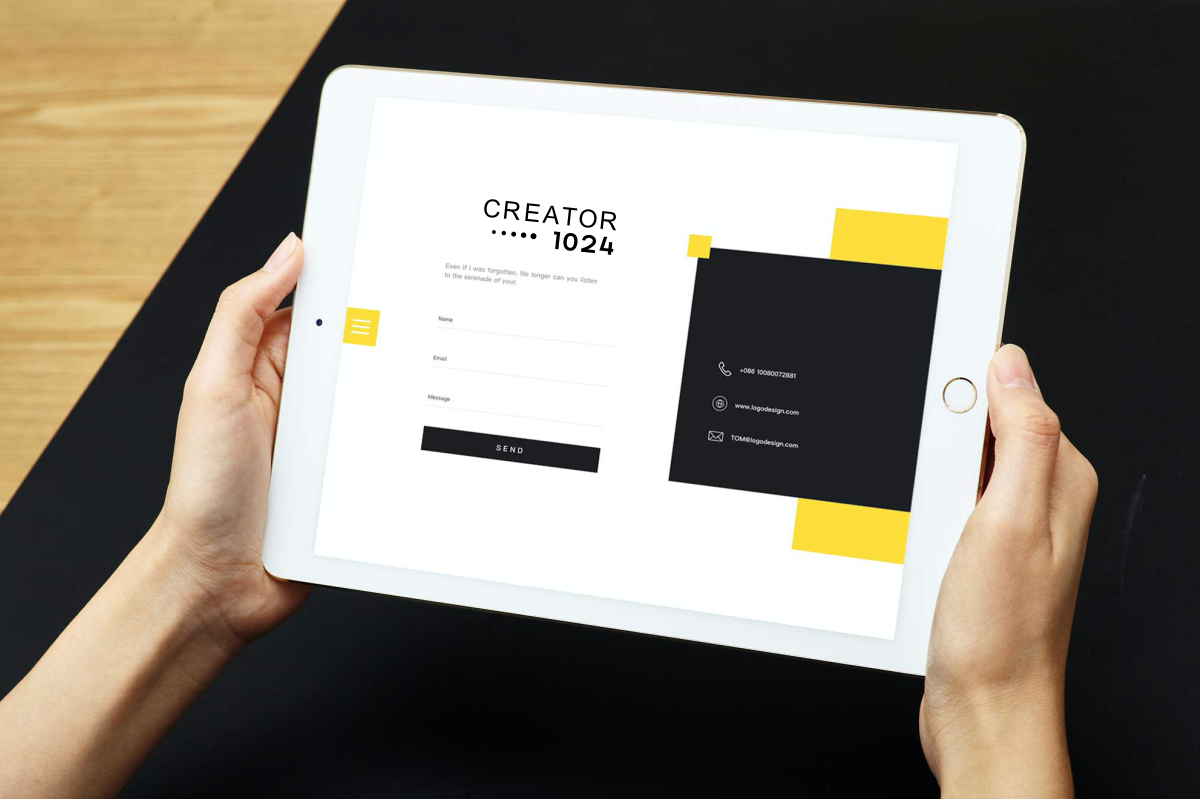 CREATOR
••••• 1024
Even if I was forgotten. No longer can you listen
to the serenade of your.
Name
Email
Message
SEND
+086 10080072881
www.logodesign.com
TOM@logodesign.com